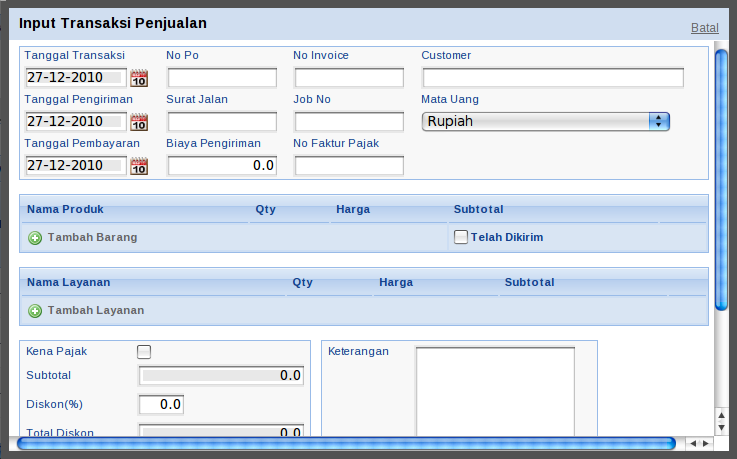 Input Transaksi Penjualan
Batal
Tanggal Transaksi No Po No Invoice Customer
27-12-2010 10
Tanggal Pengiriman Surat Jalan Job No Mata Uang
27-12-2010 10 Rupiah
Tanggal Pembayaran Biaya Pengiriman No Faktur Pajak
27-12-2010 10 0.0
Nama Produk Qty Harga Subtotal
Tambah Barang Telah Dikirim
Nama Layanan Qty Harga Subtotal
Tambah Layanan
Kena Pajak Keterangan
Subtotal 0.0
Diskon(%) 0.0
Total Diskon 0.0